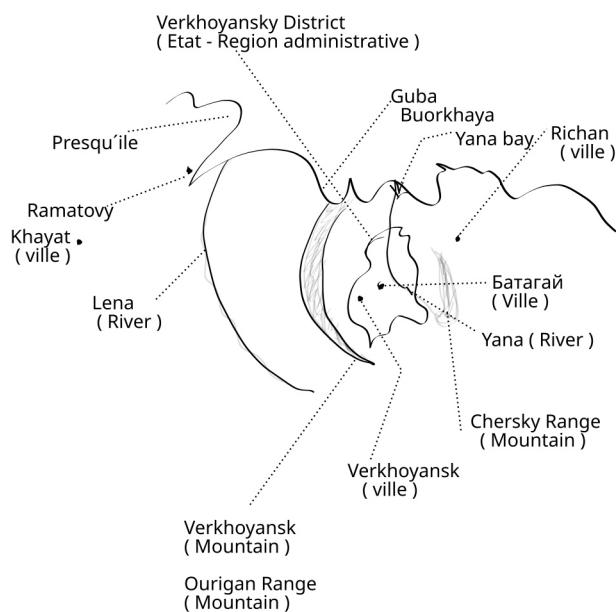 Verkhoyansky District
( Etat - Region administrative )
Guba
Buorkhaya
Yana bay
Richan
( ville )
Presqu´ile
Ramatovy
Khayat
( ville )
Lena
( River )
Батагай
( Ville )
Yana ( River )
Chersky Range
( Mountain )
Verkhoyansk
( ville )
Verkhoyansk
( Mountain )
Ourigan Range
( Mountain )